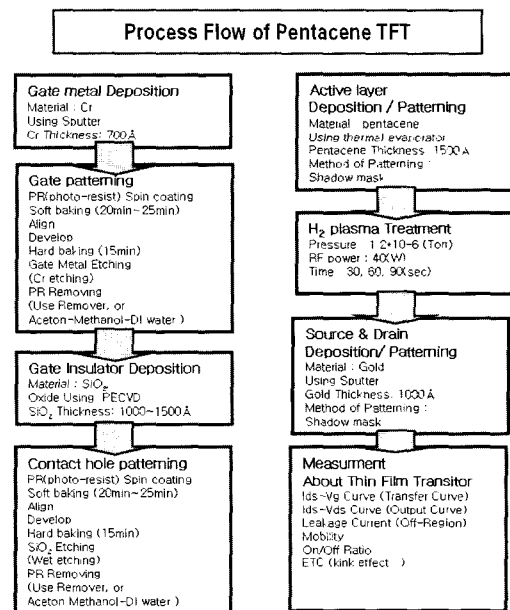 Process Flow of Pentacene TFT
Gate metal Deposition
Material : Cr
Using Sputter
Cr Thickness: 700Å
Gate patterning
PR(photo-resist) Spin coating
Soft baking (20min~25min)
Align
Develop
Hard baking (15min)
Gate Metal Etching
(Cr etching)
PR Removing
(Use Remover, or
Aceton-Methanol-DI water )
Gate Insulator Deposition
Material : SiO₂
Oxide Using PECVD
SiO₂ Thickness: 1000~1500Å
Contact hole patterning
PR(photo-resist) Spin coating
Soft baking (20min~25min)
Align
Develop
Hard baking (15min)
SiO₂ Etching
(Wet etching)
PR Removing
(Use Remover, or
Aceton Methanol-DI water )
Active layer
Deposition / Patterning
Material pentacene
Using thermal evaporator
Pentacene Thickness 1500Å
Method of Patterning :
Shadow mask
H₂ plasma Treatment
Pressure 1.2*10-6 (Torr)
RF power : 40(W)
Time 30, 60, 90(sec)
Source & Drain
Deposition/ Patterning
Material : Gold
Using Sputter
Gold Thickness: 1000Å
Method of Patterning :
Shadow mask
Measurment
About Thin Film Transitor
Ids-Vg Curve (Transfer Curve)
Ids-Vds Curve (Output Curve)
Leakage Current (Off-Region)
Mobility
On/Off Ratio
ETC (kink effect )